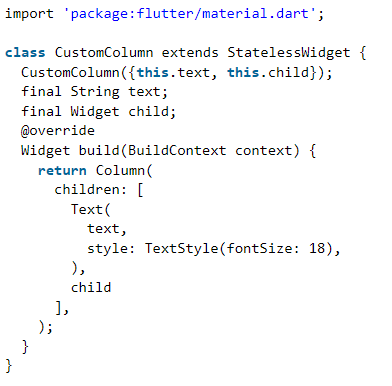 import 'package:flutter/material.dart';

class CustomColumn extends StatelessWidget {
  CustomColumn({this.text, this.child});
  final String text;
  final Widget child;
  @override
  Widget build(BuildContext context) {
    return Column(
      children: [
        Text(
          text,
          style: TextStyle(fontSize: 18),
        ),
        child
      ],
    );
  }
}